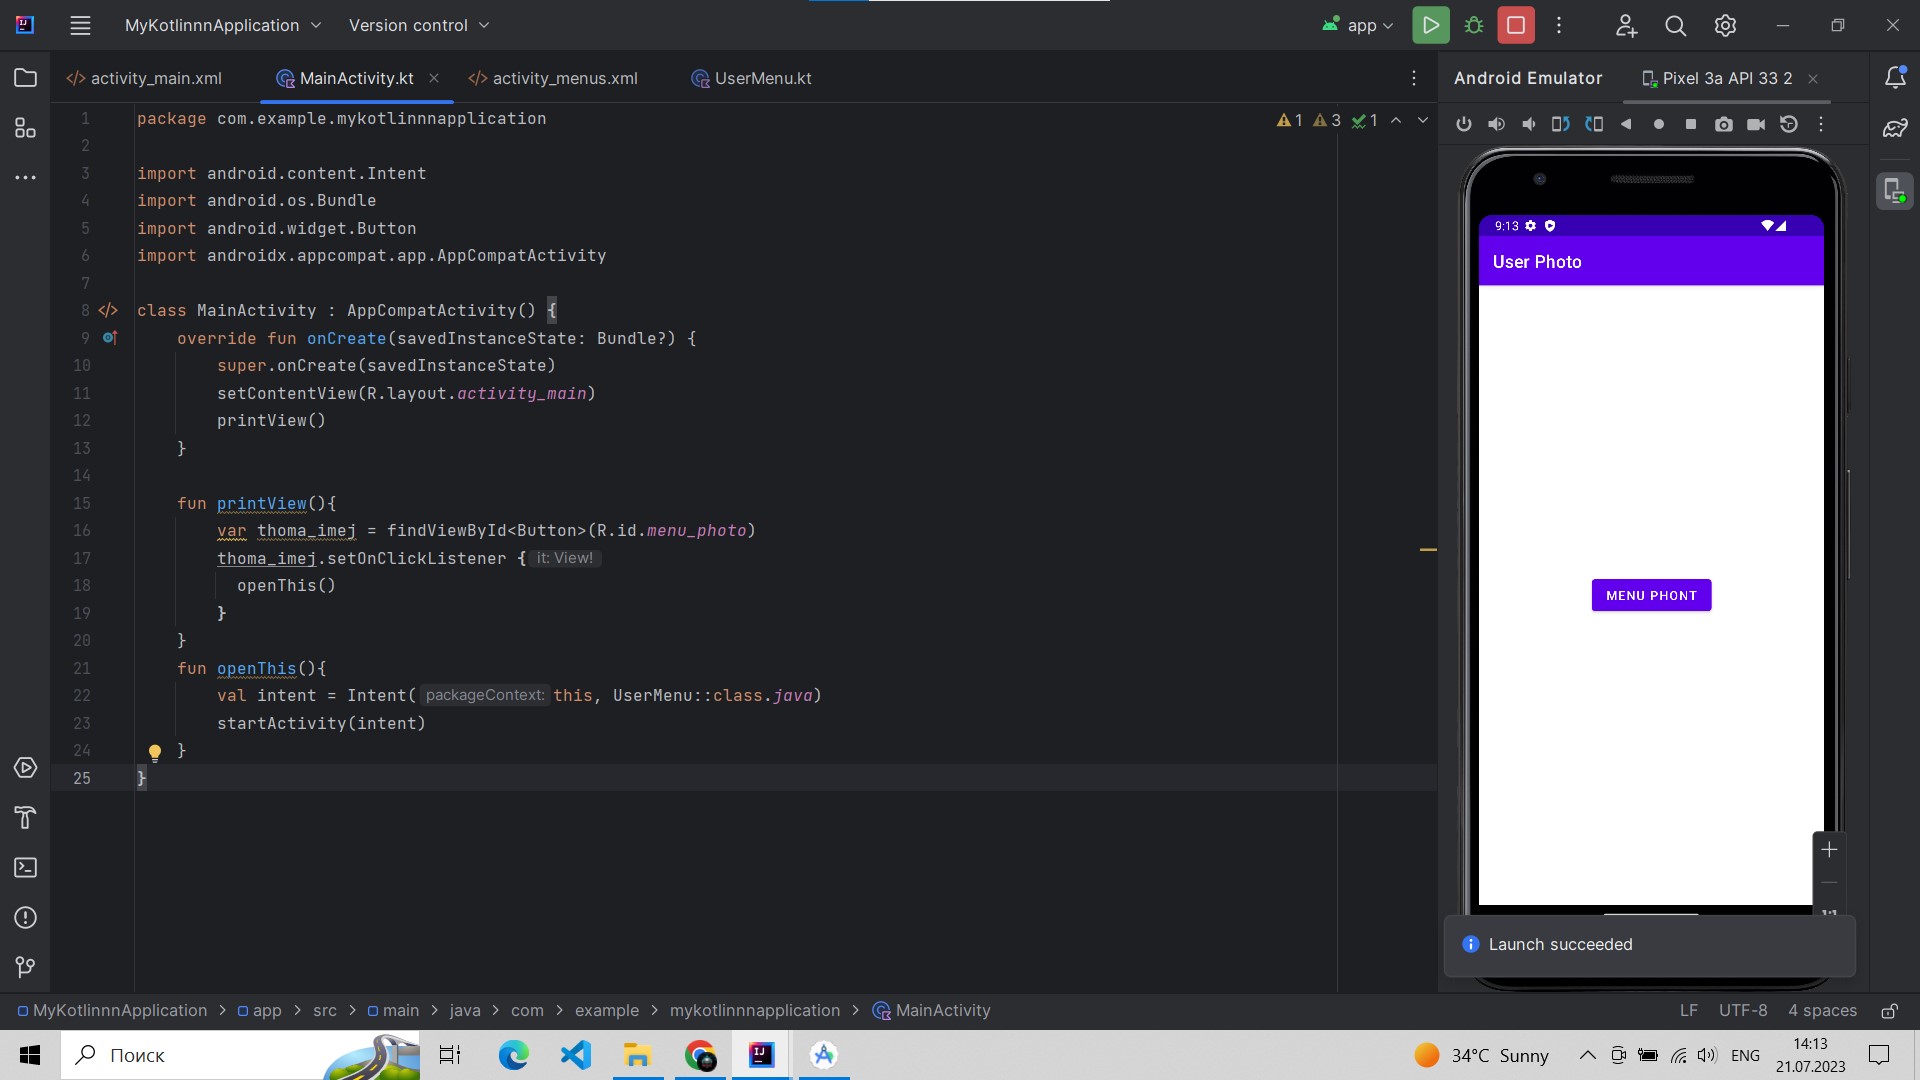 MyKotlinnnApplication Version control app
activity_main.xml MainActivity.kt activity_menus.xml UserMenu.kt
Android Emulator Pixel 3a API 33 2
1 package com.example.mykotlinnnapplication
1 3 1
2
3 import android.content.Intent
4 import android.os.Bundle
5 import android.widget.Button
6 import androidx.appcompat.app.AppCompatActivity
7
8 class MainActivity : AppCompatActivity() {
9 override fun onCreate(savedInstanceState: Bundle?) {
10 super.onCreate(savedInstanceState)
11 setContentView(R.layout.activity_main)
12 printView()
13 }
14
15 fun printView(){
16 var thoma_imej = findViewById<Button>(R.id.menu_photo)
17 thoma_imej.setOnClickListener { it: View!
18 openThis()
19 }
20 }
21 fun openThis(){
22 val intent = Intent( packageContext: this, UserMenu::class.java)
23 startActivity(intent)
24 }
25 }
9:13
User Photo
MENU PHONT
1:1
Launch succeeded
MyKotlinnnApplication > app > src > main > java > com > example > mykotlinnnapplication > MainActivity
LF UTF-8 4 spaces
Поиск
34°C Sunny
ENG
14:13
21.07.2023